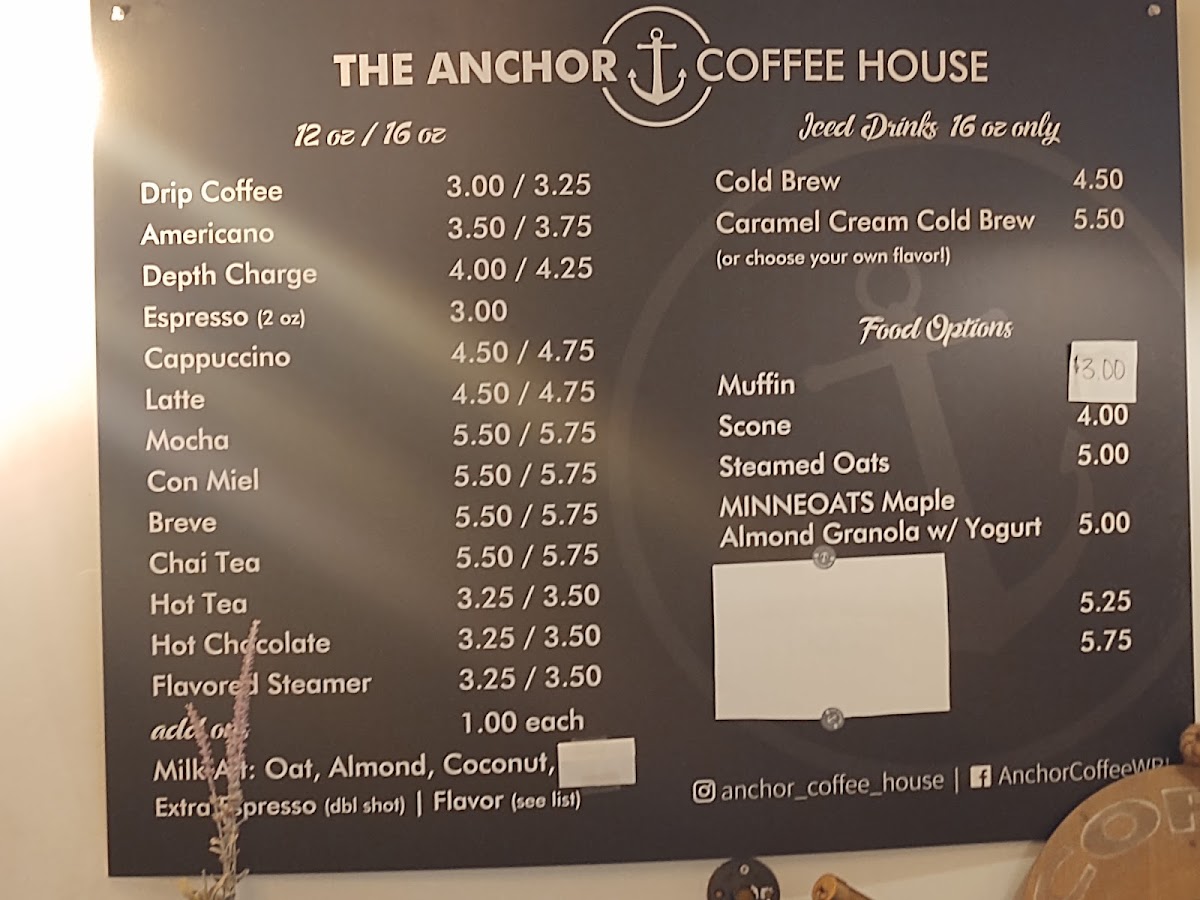 THE ANCHOR COFFEE HOUSE
12 oz / 16 oz
Drip Coffee 3.00 / 3.25
Americano 3.50 / 3.75
Depth Charge 4.00 / 4.25
Espresso (2 oz) 3.00
Cappuccino 4.50 / 4.75
Latte 4.50 / 4.75
Mocha 5.50 / 5.75
Con Miel 5.50 / 5.75
Breve 5.50 / 5.75
Chai Tea 5.50 / 5.75
Hot Tea 3.25 / 3.50
Hot Chocolate 3.25 / 3.50
Flavored Steamer 3.25 / 3.50
add 1.00 each
Milk Oat, Almond, Coconut,
Extra Espresso (dbl shot) | Flavor (see list)
Iced Drinks 16 oz only
Cold Brew 4.50
Caramel Cream Cold Brew 5.50
(or choose your own flavor!)
Food Options
Muffin $3.00
Scone 4.00
Steamed Oats 5.00
MINNEOATS Maple
Almond Granola w/ Yogurt 5.00
5.25
5.75
anchor_coffee_house | AnchorCoffeeWBL